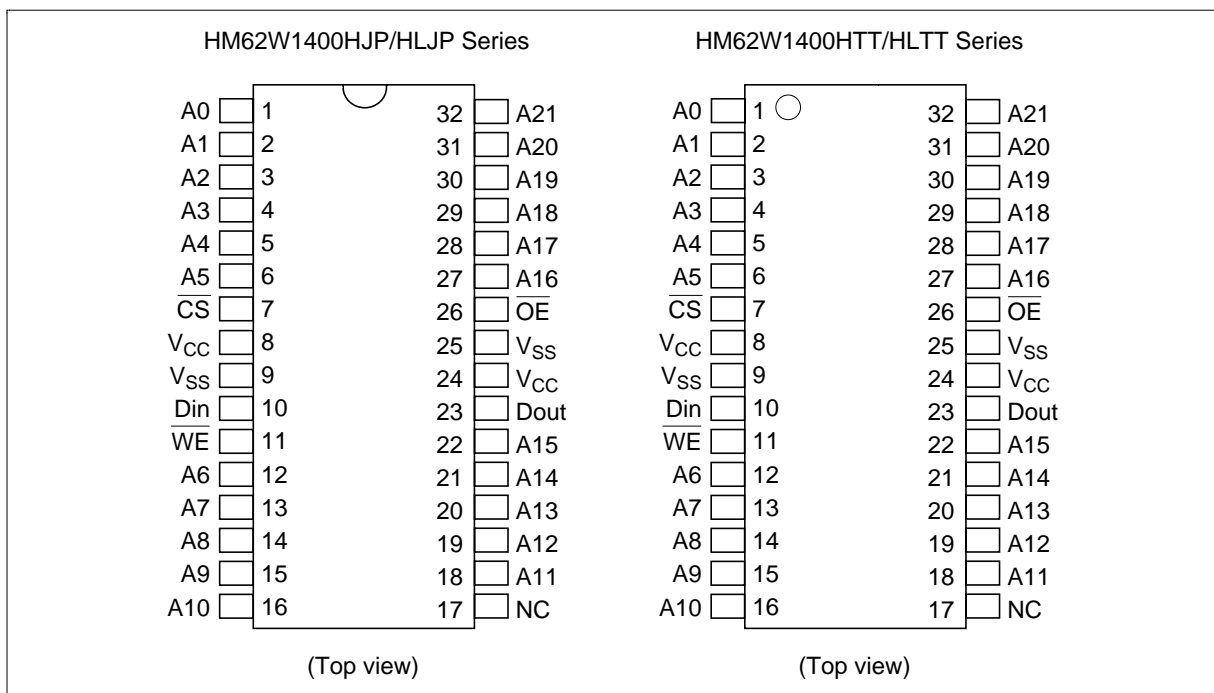 HM62W1400HJP/HLJP Series
A0 1 32 A21
A1 2 31 A20
A2 3 30 A19
A3 4 29 A18
A4 5 28 A17
A5 6 27 A16
C̅S̅ 7 26 O̅E̅
VCC 8 25 VSS
VSS 9 24 VCC
Din 10 23 Dout
W̅E̅ 11 22 A15
A6 12 21 A14
A7 13 20 A13
A8 14 19 A12
A9 15 18 A11
A10 16 17 NC
(Top view)
HM62W1400HTT/HLTT Series
A0 1 32 A21
A1 2 31 A20
A2 3 30 A19
A3 4 29 A18
A4 5 28 A17
A5 6 27 A16
C̅S̅ 7 26 O̅E̅
VCC 8 25 VSS
VSS 9 24 VCC
Din 10 23 Dout
W̅E̅ 11 22 A15
A6 12 21 A14
A7 13 20 A13
A8 14 19 A12
A9 15 18 A11
A10 16 17 NC
(Top view)